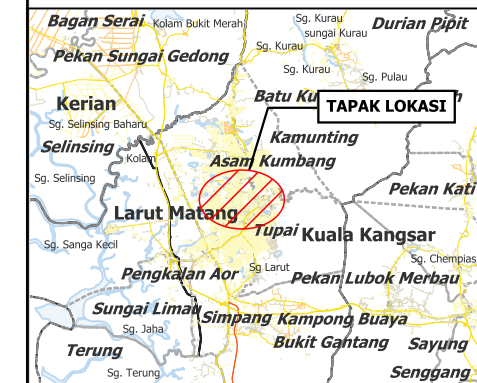 Bagan Serai
Kolam Bukit Merah
Sg. Kurau
sungai Kurau
Durian Pipit
Pekan Sungai Gedong
Sg. Kurau
Sg. Kurau
Sg. Pulau
Kerian
Batu
TAPAK LOKASI
Sg. Selinsing Baharu
Selinsing
Kolam
Kamunting
Asam Kumbang
Sg. Selinsing
Pekan Kati
Larut Matang
Tupai
Kuala Kangsar
Sg. Sanga Kecil
Sg. Chempias
Pengkalan Aor
Sg Larut
Pekan Lubok Merbau
Sungai Limau
Simpang
Kampong Buaya
Sg. Jaha
Terung
Bukit Gantang
Sayung
Sg. Terung
Senggang